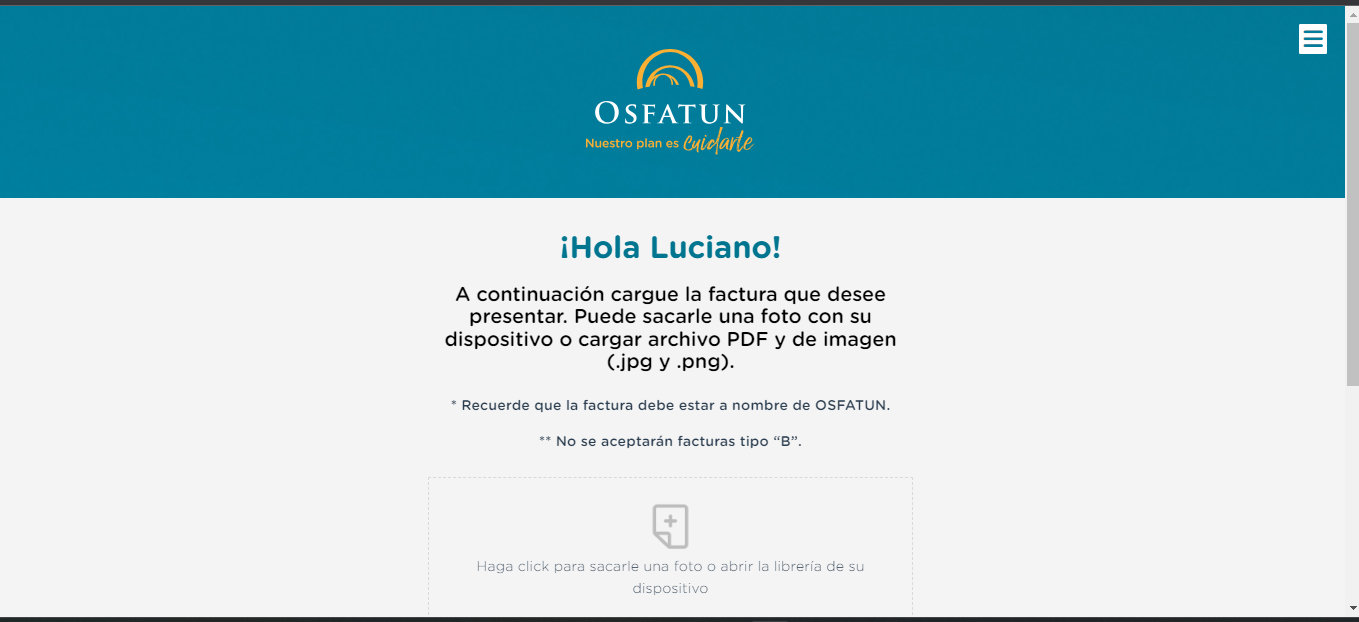 OSFATUN
Nuestro plan es cuidarte
¡Hola Luciano!
A continuación cargue la factura que desee
presentar. Puede sacarle una foto con su
dispositivo o cargar archivo PDF y de imagen
(.jpg y .png).
* Recuerde que la factura debe estar a nombre de OSFATUN.
** No se aceptarán facturas tipo “B”.
Haga click para sacarle una foto o abrir la librería de su
dispositivo